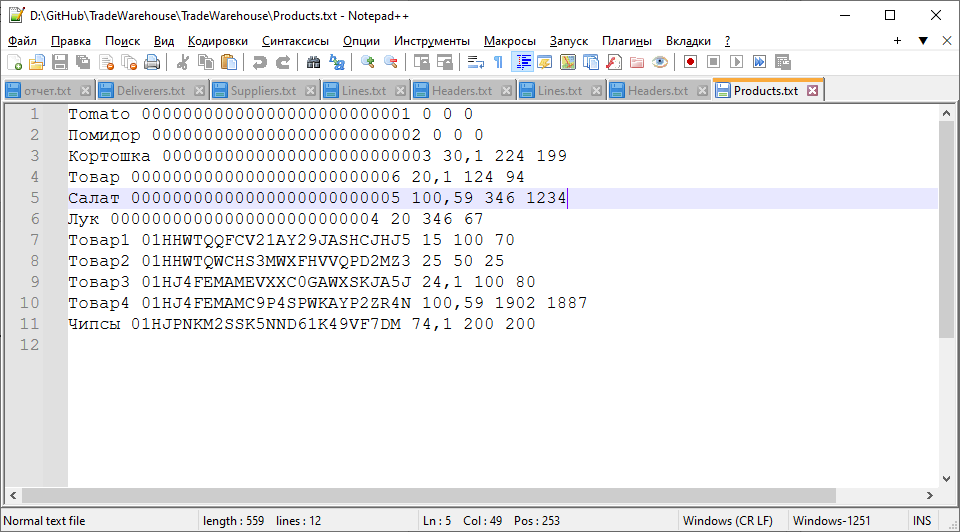 D:\GitHub\TradeWarehouse\TradeWarehouse\Products.txt - Notepad++
Файл Правка Поиск Вид Кодировки Синтаксисы Опции Инструменты Макросы Запуск Плагины Вкладки ? + ▼ X
отчет.txt Deliverers.txt Suppliers.txt Lines.txt Headers.txt Lines.txt Headers.txt Products.txt
1 Tomato 00000000000000000000000001 0 0 0
2 Помидор 00000000000000000000000002 0 0 0
3 Кортошка 00000000000000000000000003 30,1 224 199
4 Товар 00000000000000000000000006 20,1 124 94
5 Салат 00000000000000000000000005 100,59 346 1234
6 Лук 00000000000000000000000004 20 346 67
7 Товар1 01HHWTQQFCV21AY29JASHCJHJ5 15 100 70
8 Товар2 01HHWTQWCHS3MWXFHVVQPD2MZ3 25 50 25
9 Товар3 01HJ4FEMAMEVXXC0GAWXSKJA5J 24,1 100 80
10 Товар4 01HJ4FEMAMC9P4SPWKAYP2ZR4N 100,59 1902 1887
11 Чипсы 01HJPNKM2SSK5NND61K49VF7DM 74,1 200 200
12
Normal text file length : 559 lines : 12 Ln : 5 Col : 49 Pos : 253 Windows (CR LF) Windows-1251 INS